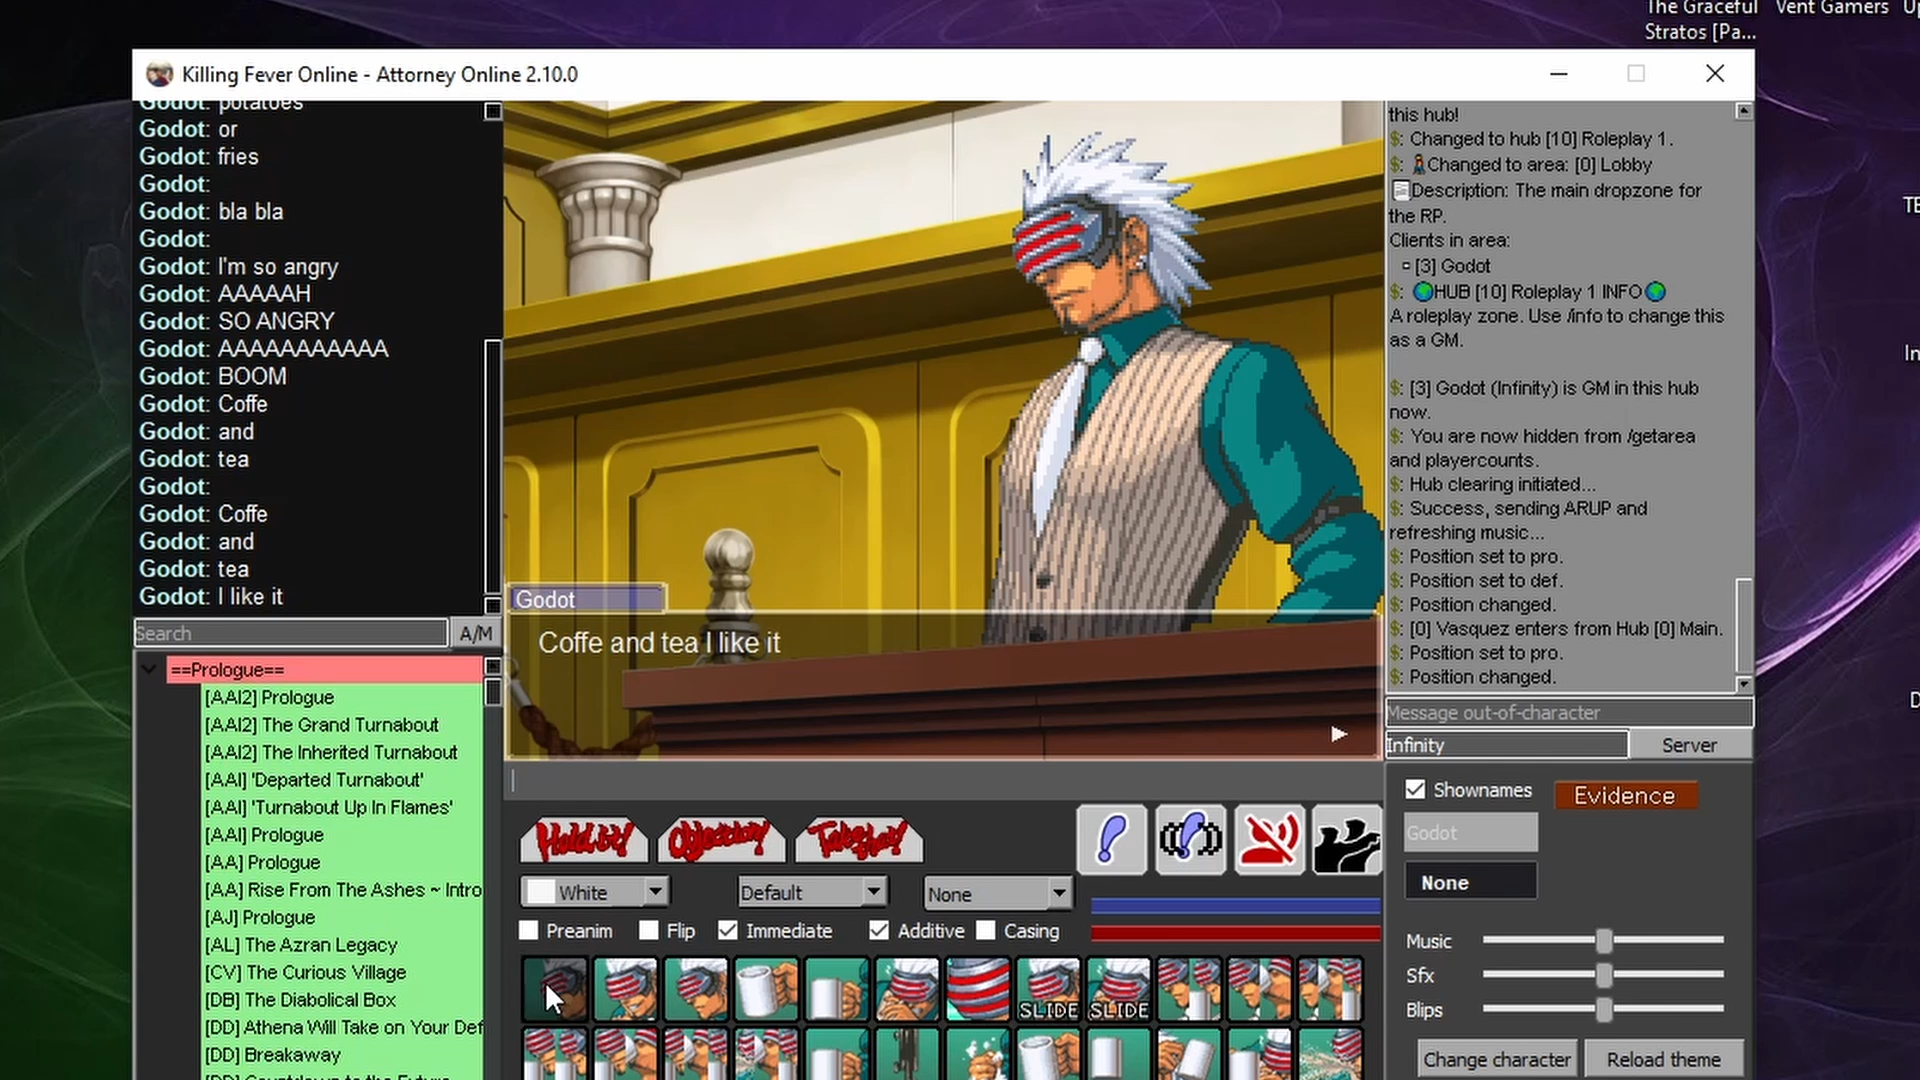 The Graceful
Stratos [Pa...
Vent Gamers
Killing Fever Online - Attorney Online 2.10.0
Godot: potatoes
Godot: or
Godot: fries
Godot:
Godot: bla bla
Godot:
Godot: I'm so angry
Godot: AAAAAH
Godot: SO ANGRY
Godot: AAAAAAAAAAA
Godot: BOOM
Godot: Coffe
Godot: and
Godot: tea
Godot:
Godot: Coffe
Godot: and
Godot: tea
Godot: I like it
Search
A/M
==Prologue==
[AAI2] Prologue
[AAI2] The Grand Turnabout
[AAI2] The Inherited Turnabout
[AAI] 'Departed Turnabout'
[AAI] 'Turnabout Up In Flames'
[AAI] Prologue
[AA] Prologue
[AA] Rise From The Ashes ~ Intro
[AJ] Prologue
[AL] The Azran Legacy
[CV] The Curious Village
[DB] The Diabolical Box
[DD] Athena Will Take on Your Def
[DD] Breakaway
Godot
Coffe and tea I like it
Hold it!
Objection!
Take that!
White
Default
None
Preanim
Flip
Immediate
Additive
Casing
SLIDE
SLIDE
this hub!
$: Changed to hub [10] Roleplay 1.
$: Changed to area: [0] Lobby
Description: The main dropzone for
the RP.
Clients in area:
[3] Godot
$: HUB [10] Roleplay 1 INFO
A roleplay zone. Use /info to change this
as a GM.
$: [3] Godot (Infinity) is GM in this hub
now.
$: You are now hidden from /getarea
and playercounts.
$: Hub clearing initiated...
$: Success, sending ARUP and
refreshing music...
$: Position set to pro.
$: Position set to def.
$: Position changed.
$: [0] Vasquez enters from Hub [0] Main.
$: Position set to pro.
$: Position changed.
Message out-of-character
Infinity
Server
Shownames
Evidence
Godot
None
Music
Sfx
Blips
Change character
Reload theme